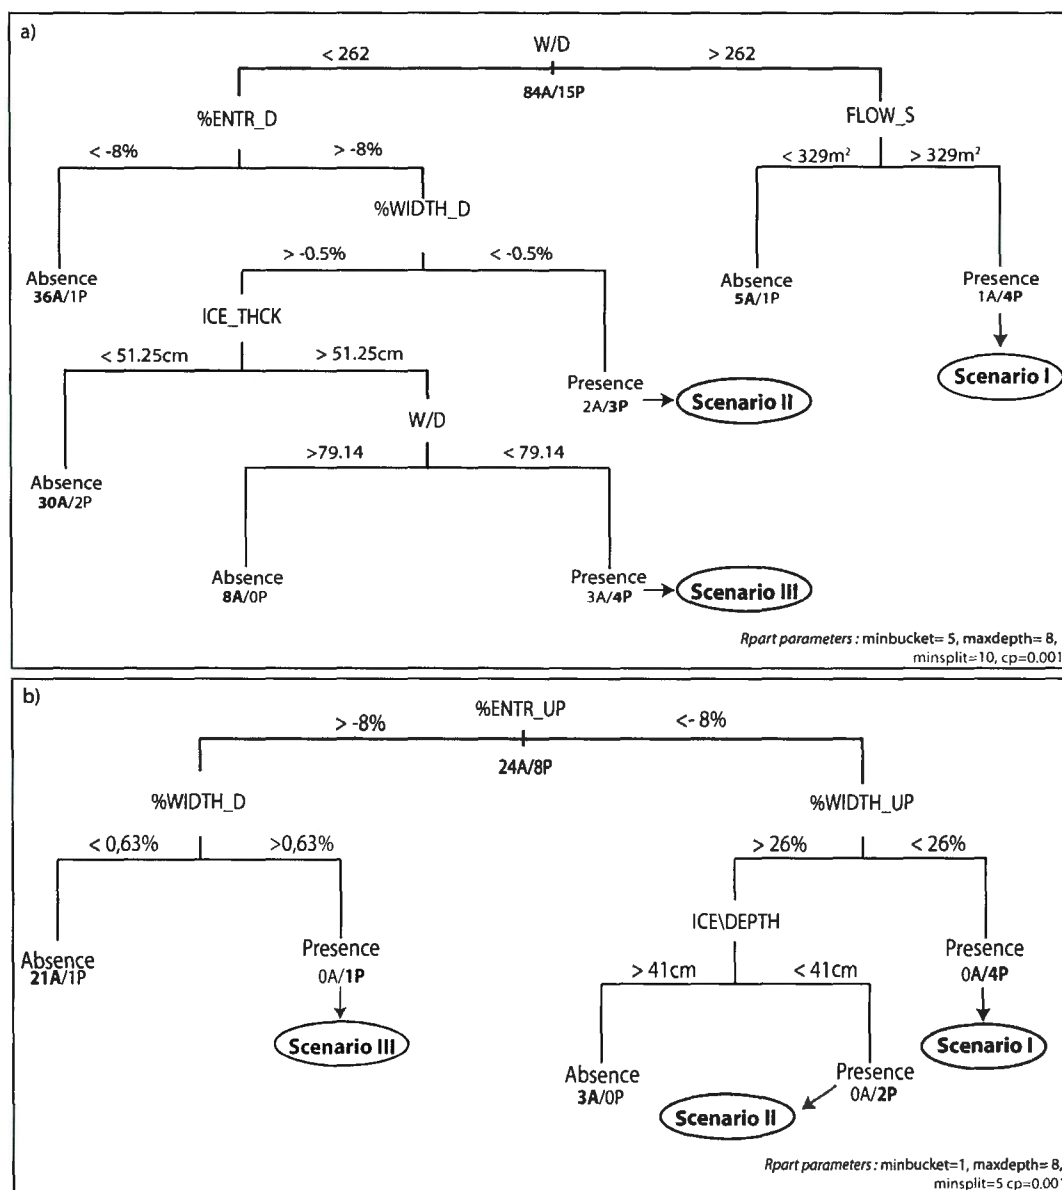 a)
W/D
< 262
> 262
84A/15P
%ENTR_D
FLOW_S
< -8%
> -8%
< 329m²
> 329m²
%WIDTH_D
> -0.5%
< -0.5%
Absence
36A/1P
Absence
5A/1P
Presence
1A/4P
ICE_THCK
< 51.25cm
> 51.25cm
Scenario I
Presence
2A/3P
Scenario II
W/D
>79.14
< 79.14
Absence
30A/2P
Absence
8A/0P
Presence
3A/4P
Scenario III
Rpart parameters : minbucket= 5, maxdepth= 8,
minsplit=10, cp=0.001
b)
%ENTR_UP
> -8%
<- 8%
24A/8P
%WIDTH_D
%WIDTH_UP
< 0,63%
>0,63%
> 26%
< 26%
ICE\DEPTH
Absence
21A/1P
Presence
0A/1P
Presence
0A/4P
> 41cm
< 41cm
Scenario III
Scenario I
Absence
3A/0P
Presence
0A/2P
Scenario II
Rpart parameters : minbucket=1, maxdepth= 8,
minsplit=5 cp=0.001